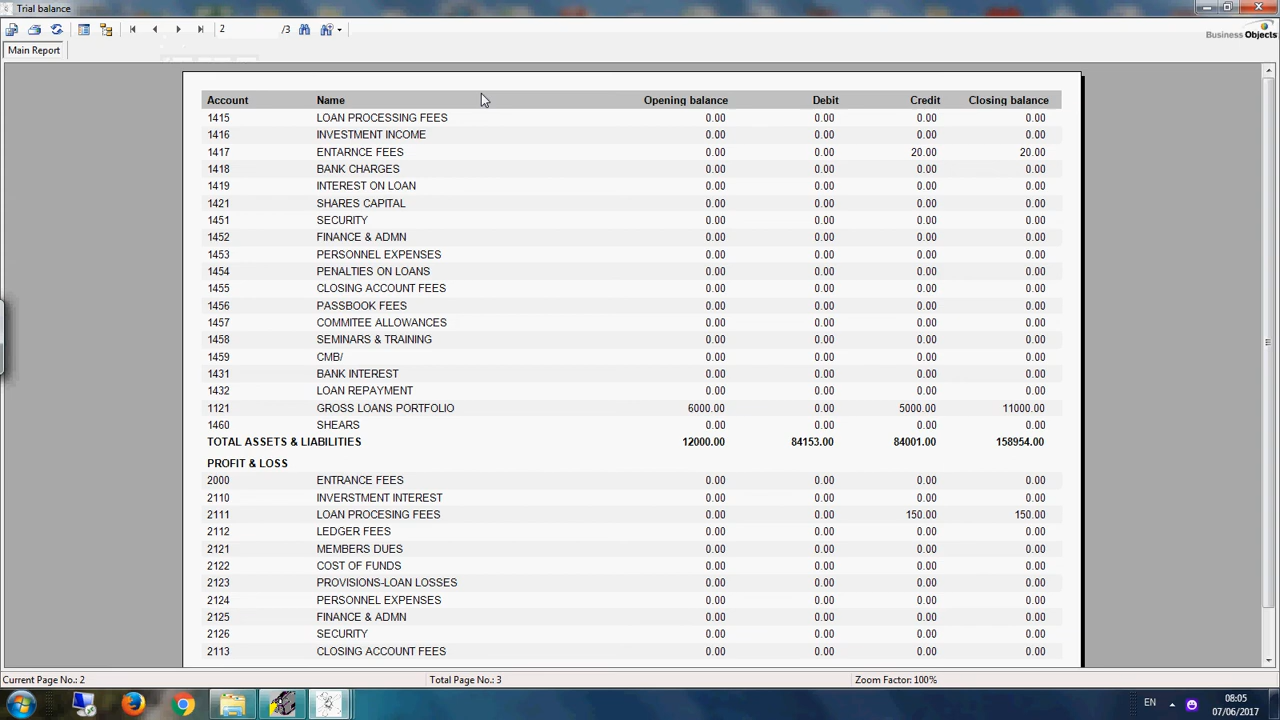 Trial balance
2 /3
Business Objects
Main Report
Account Name Opening balance Debit Credit Closing balance
1415 LOAN PROCESSING FEES 0.00 0.00 0.00 0.00
1416 INVESTMENT INCOME 0.00 0.00 0.00 0.00
1417 ENTARNCE FEES 0.00 0.00 20.00 20.00
1418 BANK CHARGES 0.00 0.00 0.00 0.00
1419 INTEREST ON LOAN 0.00 0.00 0.00 0.00
1421 SHARES CAPITAL 0.00 0.00 0.00 0.00
1451 SECURITY 0.00 0.00 0.00 0.00
1452 FINANCE & ADMN 0.00 0.00 0.00 0.00
1453 PERSONNEL EXPENSES 0.00 0.00 0.00 0.00
1454 PENALTIES ON LOANS 0.00 0.00 0.00 0.00
1455 CLOSING ACCOUNT FEES 0.00 0.00 0.00 0.00
1456 PASSBOOK FEES 0.00 0.00 0.00 0.00
1457 COMMITEE ALLOWANCES 0.00 0.00 0.00 0.00
1458 SEMINARS & TRAINING 0.00 0.00 0.00 0.00
1459 CMB/ 0.00 0.00 0.00 0.00
1431 BANK INTEREST 0.00 0.00 0.00 0.00
1432 LOAN REPAYMENT 0.00 0.00 0.00 0.00
1121 GROSS LOANS PORTFOLIO 6000.00 0.00 5000.00 11000.00
1460 SHEARS 0.00 0.00 0.00 0.00
TOTAL ASSETS & LIABILITIES 12000.00 84153.00 84001.00 158954.00
PROFIT & LOSS
2000 ENTRANCE FEES 0.00 0.00 0.00 0.00
2110 INVERSTMENT INTEREST 0.00 0.00 0.00 0.00
2111 LOAN PROCESING FEES 0.00 0.00 150.00 150.00
2112 LEDGER FEES 0.00 0.00 0.00 0.00
2121 MEMBERS DUES 0.00 0.00 0.00 0.00
2122 COST OF FUNDS 0.00 0.00 0.00 0.00
2123 PROVISIONS-LOAN LOSSES 0.00 0.00 0.00 0.00
2124 PERSONNEL EXPENSES 0.00 0.00 0.00 0.00
2125 FINANCE & ADMN 0.00 0.00 0.00 0.00
2126 SECURITY 0.00 0.00 0.00 0.00
2113 CLOSING ACCOUNT FEES 0.00 0.00 0.00 0.00
Current Page No.: 2 Total Page No.: 3 Zoom Factor: 100%
EN 08:05
07/06/2017